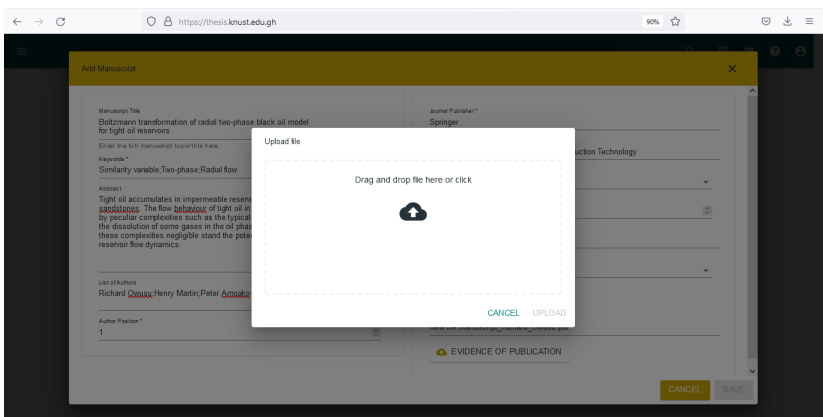 https://thesis.knust.edu.gh
90%
Add Manuscript
Manuscript Title
Boltzmann transformation of radial two-phase black oil model
for tight oil reservoirs
Enter the full manuscript topic/title here
Keywords *
Similarity variable;Two-phase;Radial flow
Abstract
Tight oil accumulates in impermeable reserv
sandstones. The flow behaviour of tight oil in
by peculiar complexities such as the typical
the dissolution of some gases in the oil phas
these complexities negligible stand the poter
reservoir flow dynamics.
List of Authors
Richard Owusu;Henry Martin;Peter Amoako-
Author Position *
1
Journal Publisher *
Springer
uction Technology
Upload file
Drag and drop file here or click
CANCEL UPLOAD
New file:Manuscript_Richard_Owusu.pdf
EVIDENCE OF PUBLICATION
CANCEL SAVE